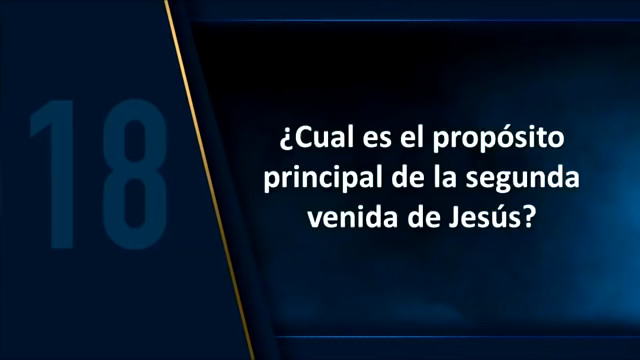 18
¿Cual es el propósito
principal de la segunda
venida de Jesús?